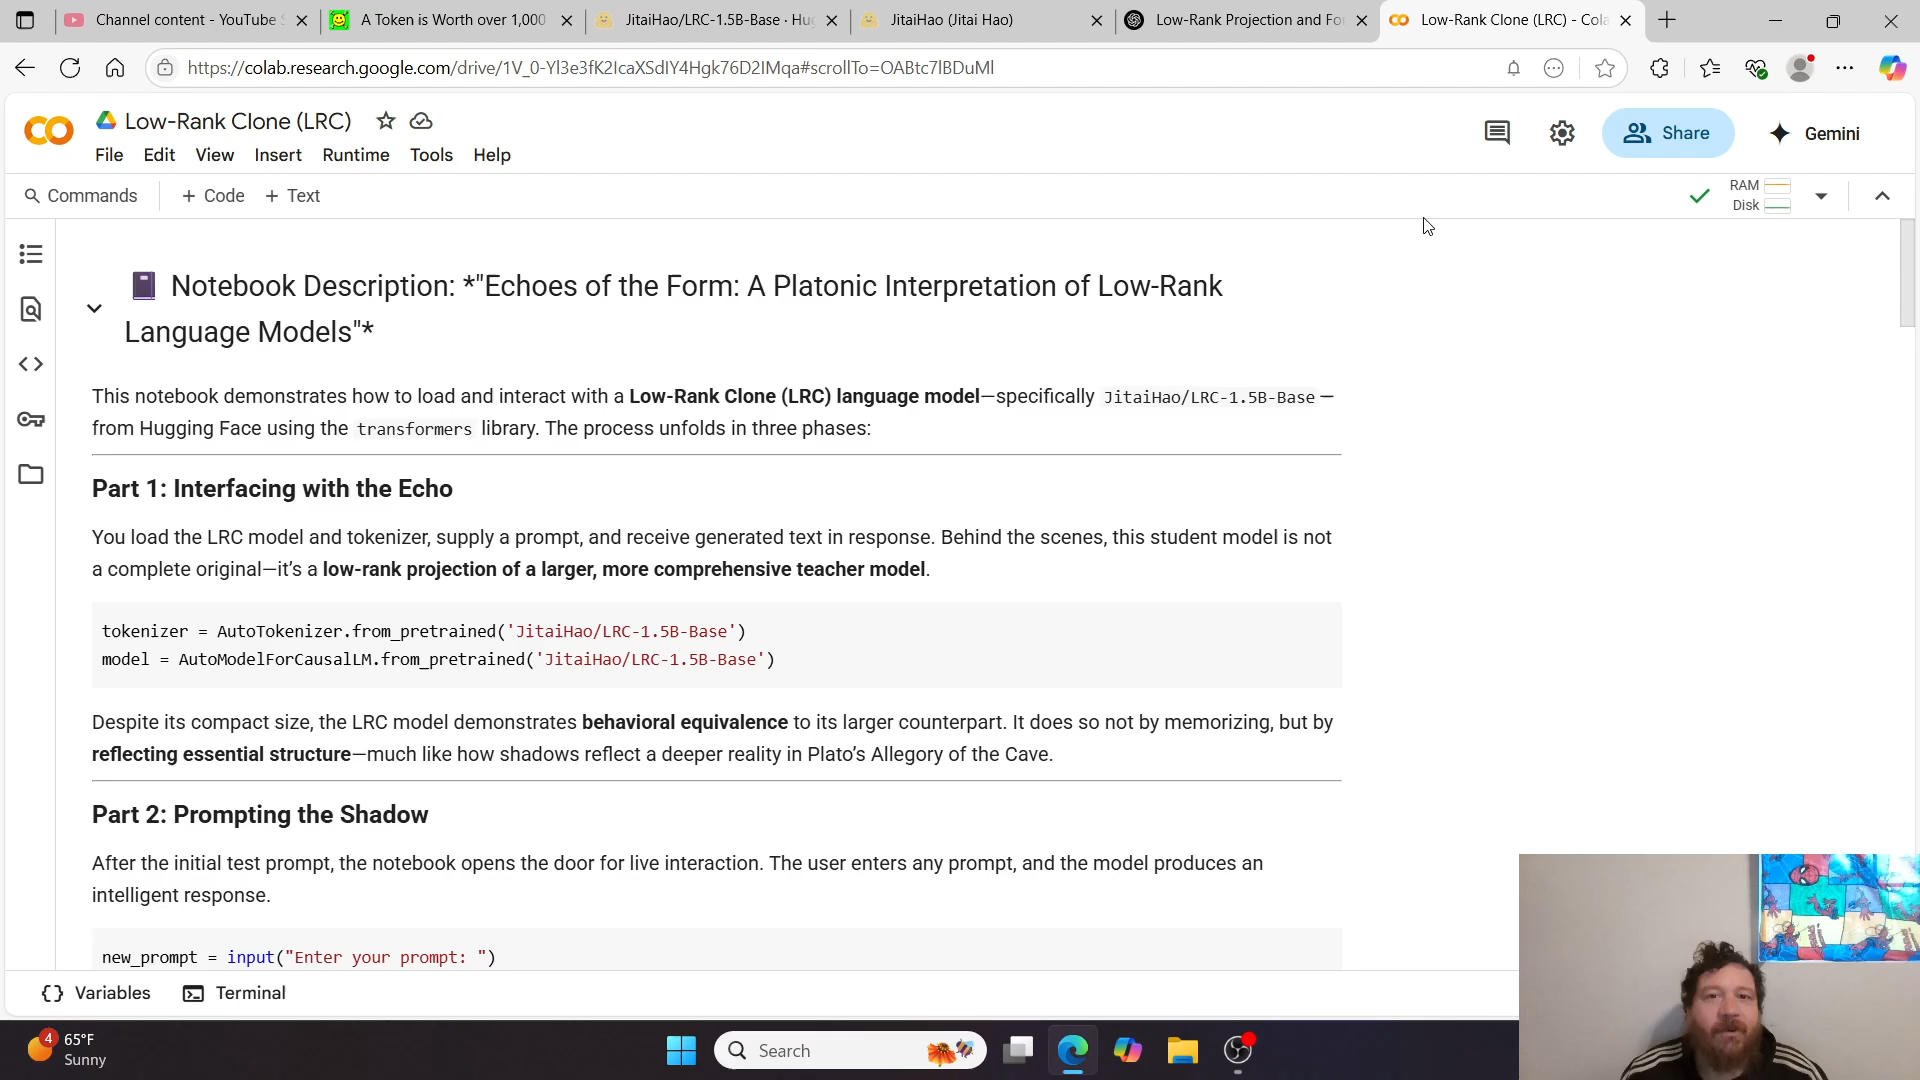 Channel content - YouTube S
A Token is Worth over 1,000
JitaiHao/LRC-1.5B-Base · Hug
JitaiHao (Jitai Hao)
Low-Rank Projection and Fo
Low-Rank Clone (LRC) - Cola
https://colab.research.google.com/drive/1V_0-Yl3e3fK2IcaXSdIY4Hgk76D2IMqa#scrollTo=OABtc7lBDuMl
Low-Rank Clone (LRC)
File Edit View Insert Runtime Tools Help
Share
Gemini
Commands
+ Code + Text
RAM
Disk
Notebook Description: *"Echoes of the Form: A Platonic Interpretation of Low-Rank
Language Models"*
This notebook demonstrates how to load and interact with a Low-Rank Clone (LRC) language model—specifically JitaiHao/LRC-1.5B-Base—
from Hugging Face using the transformers library. The process unfolds in three phases:
Part 1: Interfacing with the Echo
You load the LRC model and tokenizer, supply a prompt, and receive generated text in response. Behind the scenes, this student model is not
a complete original—it's a low-rank projection of a larger, more comprehensive teacher model.
tokenizer = AutoTokenizer.from_pretrained('JitaiHao/LRC-1.5B-Base')
model = AutoModelForCausalLM.from_pretrained('JitaiHao/LRC-1.5B-Base')
Despite its compact size, the LRC model demonstrates behavioral equivalence to its larger counterpart. It does so not by memorizing, but by
reflecting essential structure—much like how shadows reflect a deeper reality in Plato's Allegory of the Cave.
Part 2: Prompting the Shadow
After the initial test prompt, the notebook opens the door for live interaction. The user enters any prompt, and the model produces an
intelligent response.
new_prompt = input("Enter your prompt: ")
{} Variables
Terminal
4
65°F
Sunny
Search